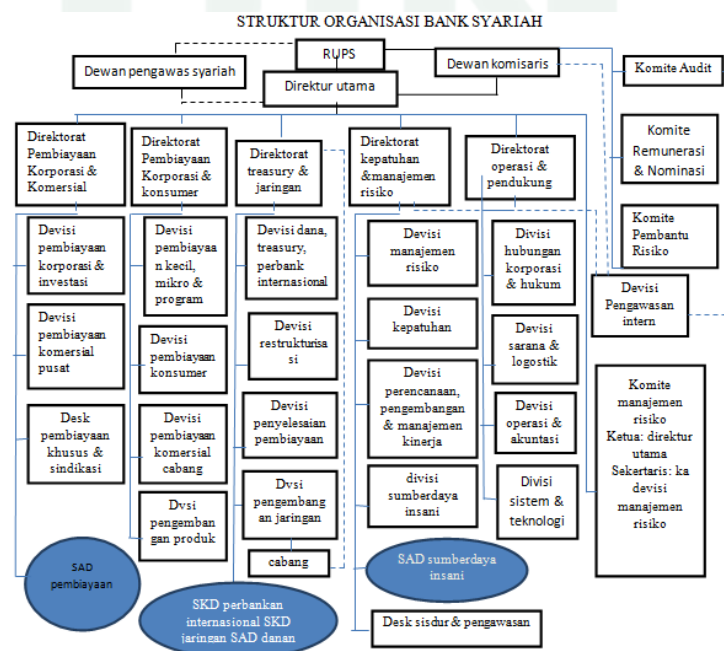 STRUKTUR ORGANISASI BANK SYARIAH
RUPS
Dewan pengawas syariah
Dewan komisaris
Direktur utama
Komite Audit
Komite
Remunerasi
& Nominasi
Komite
Pembantu
Risiko
Devisi
Pengawasan
intern
Komite
manajemen
risiko
Ketua: direktur
utama
Sekertaris: ka
devisi
manajemen
risiko
Direktorat
Pembiayaan
Korporasi &
Komersial
Devisi
pembiayaan
korporasi &
investasi
Devisi
pembiayaan
komersial
pusat
Desk
pembiayaan
khusus &
sindikasi
SAD
pembiayaan
Direktorat
Pembiayaan
Korporasi &
konsumer
Devisi
pembiayaa
n kecil,
mikro &
program
Devisi
pembiayaan
konsumer
Devisi
pembiayaan
komersial
cabang
Dvsi
pengemban
gan produk
Direktorat
treasury &
jaringan
Devisi dana,
treasury,
perbank
internasional
Devisi
restrukturisa
si
Devisi
penyelesaian
pembiayaan
Dvsi
pengembang
an jaringan
cabang
SKD perbankan
internasional SKD
jaringan SAD danan
Direktorat
kepatuhan
&manajemen
risiko
Devisi
manajemen
risiko
Devisi
kepatuhan
Devisi
perencanaan,
pengembangan
& manajemen
kinerja
divisi
sumberdaya
insani
SAD sumberdaya
insani
Desk sisdur & pengawasan
Direktorat
operasi &
pendukung
Divisi
hubungan
korporasi
& hukum
Devisi
sarana &
logostik
Devisi
operasi &
akuntasi
Divisi
sistem &
teknologi